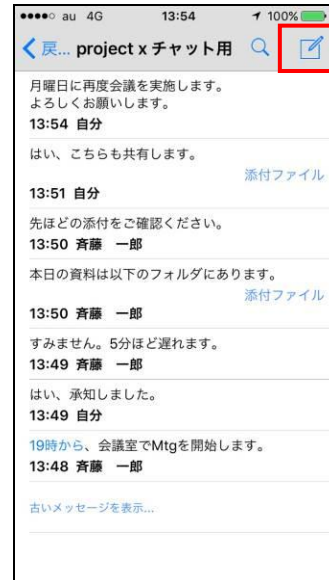 au 4G 13:54 100%
戻... project x チャット用
月曜日に再度会議を実施します。
よろしくお願いします。
13:54 自分
はい、こちらも共有します。
添付ファイル
13:51 自分
先ほどの添付をご確認ください。
13:50 斉藤 一郎
本日の資料は以下のフォルダにあります。
添付ファイル
13:50 斉藤 一郎
すみません。5分ほど遅れます。
13:49 斉藤 一郎
はい、承知しました。
13:49 自分
19時から、会議室でMtgを開始します。
13:48 斉藤 一郎
古いメッセージを表示...